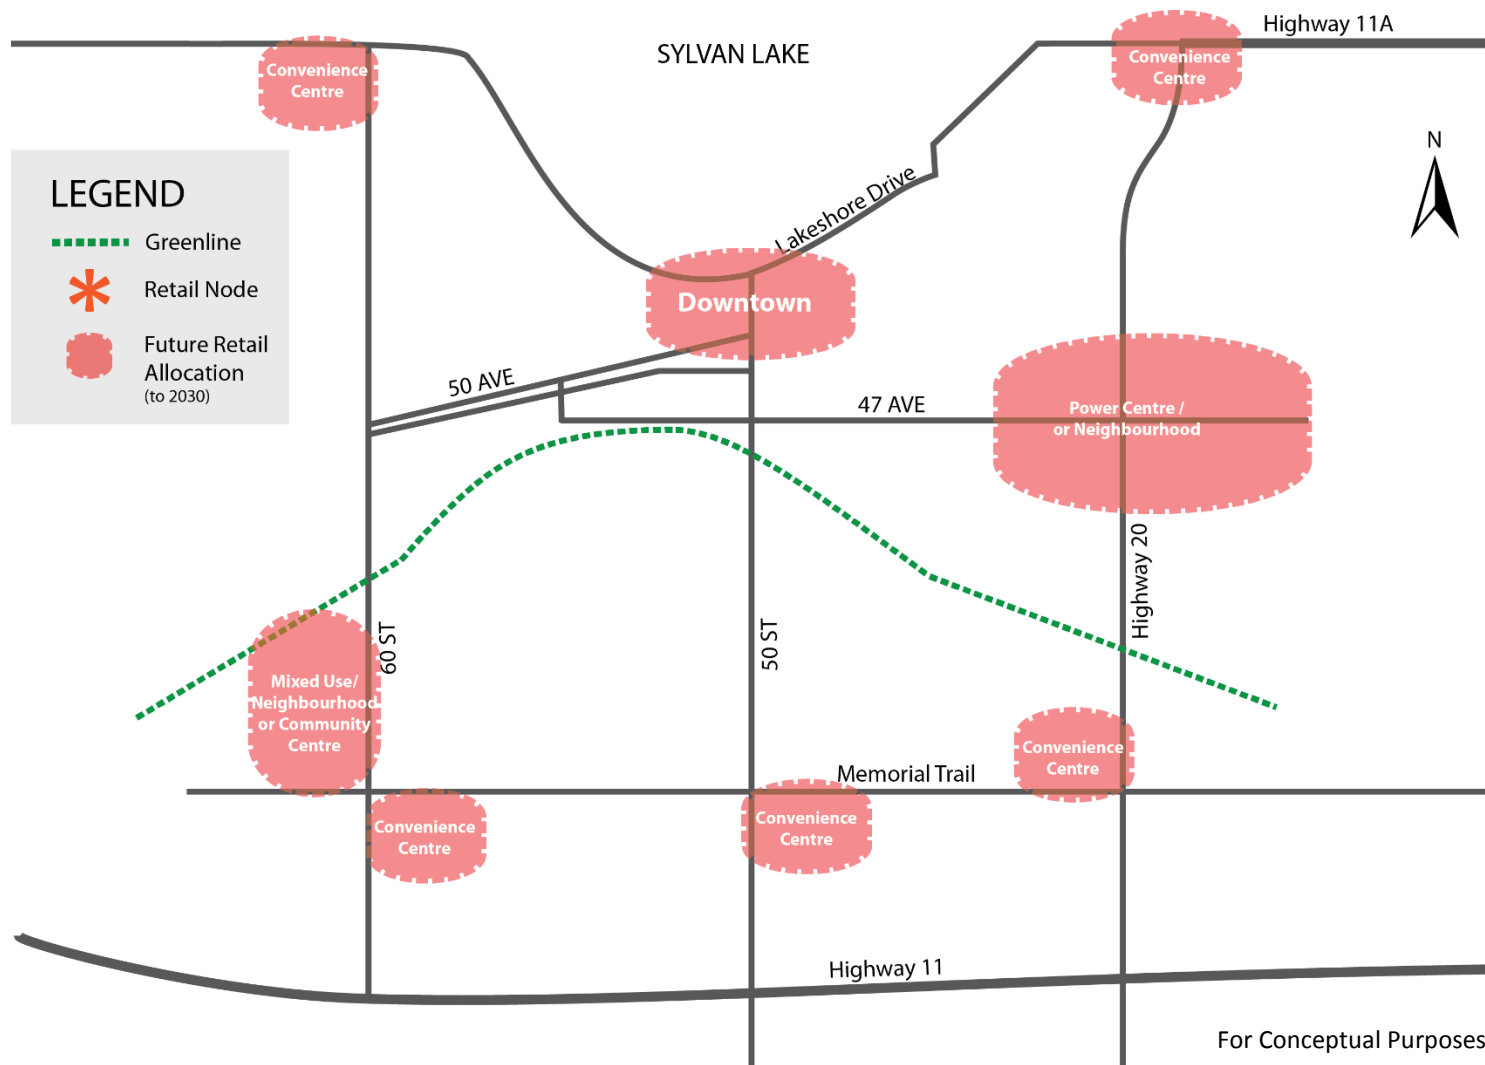 Highway 11A
SYLVAN LAKE
Convenience
Centre
Convenience
Centre
N
LEGEND
Greenline
Retail Node
Future Retail
Allocation
(to 2030)
Lakeshore Drive
Downtown
50 AVE
47 AVE
Power Centre /
or Neighbourhood
Highway 20
60 ST
50 ST
Mixed Use/
Neighbourhood
or Community
Centre
Convenience
Centre
Memorial Trail
Convenience
Centre
Convenience
Centre
Highway 11
For Conceptual Purposes